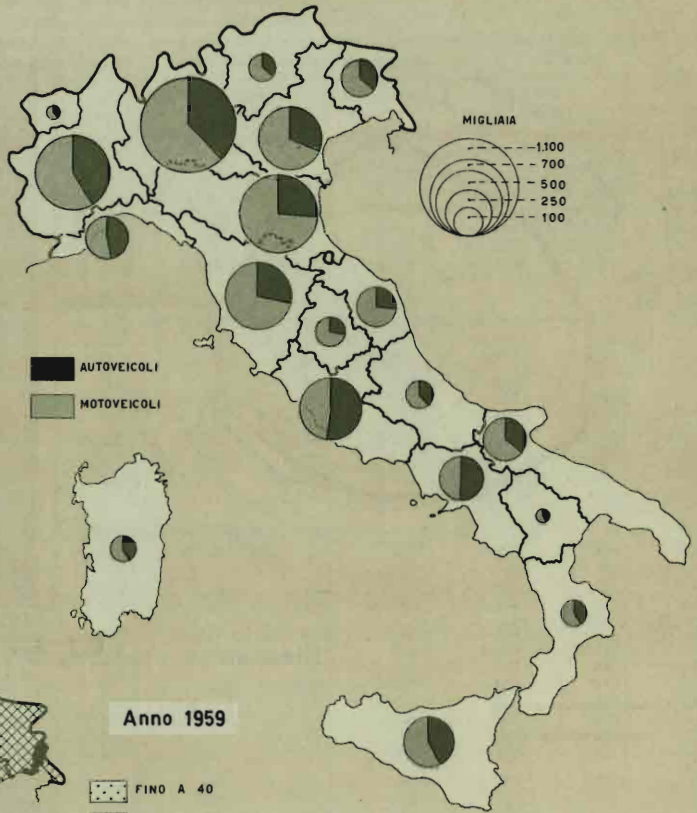 MIGLIAIA
1.100
700
500
250
100
AUTOVEICOLI
MOTOVEICOLI
Anno 1959
FINO A 40